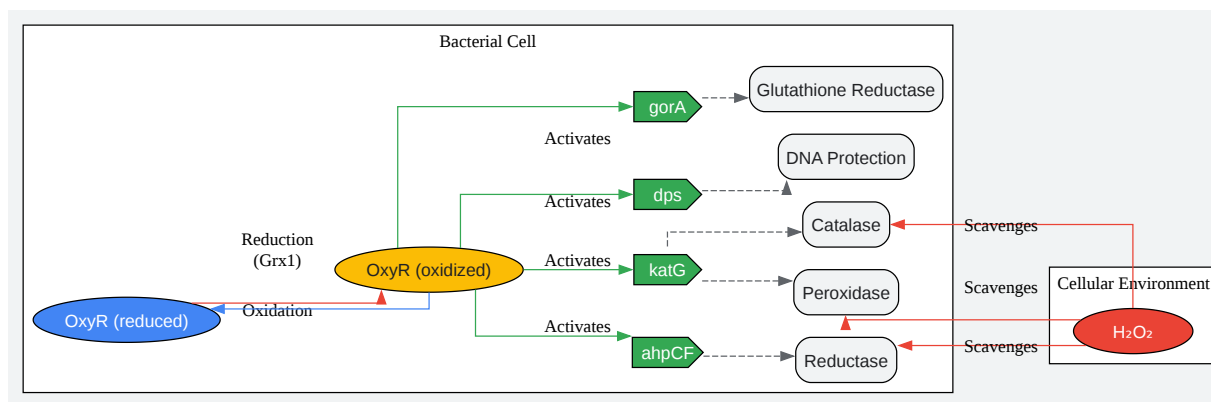 Bacterial Cell
gorA
Glutathione Reductase
Activates
DNA Protection
dps
Activates
Catalase
Scavenges
Reduction
(Grx1)
OxyR (oxidized)
Activates
katG
Peroxidase
Scavenges
Cellular Environment
OxyR (reduced)
Oxidation
Activates
ahpCF
Reductase
Scavenges
H₂O₂